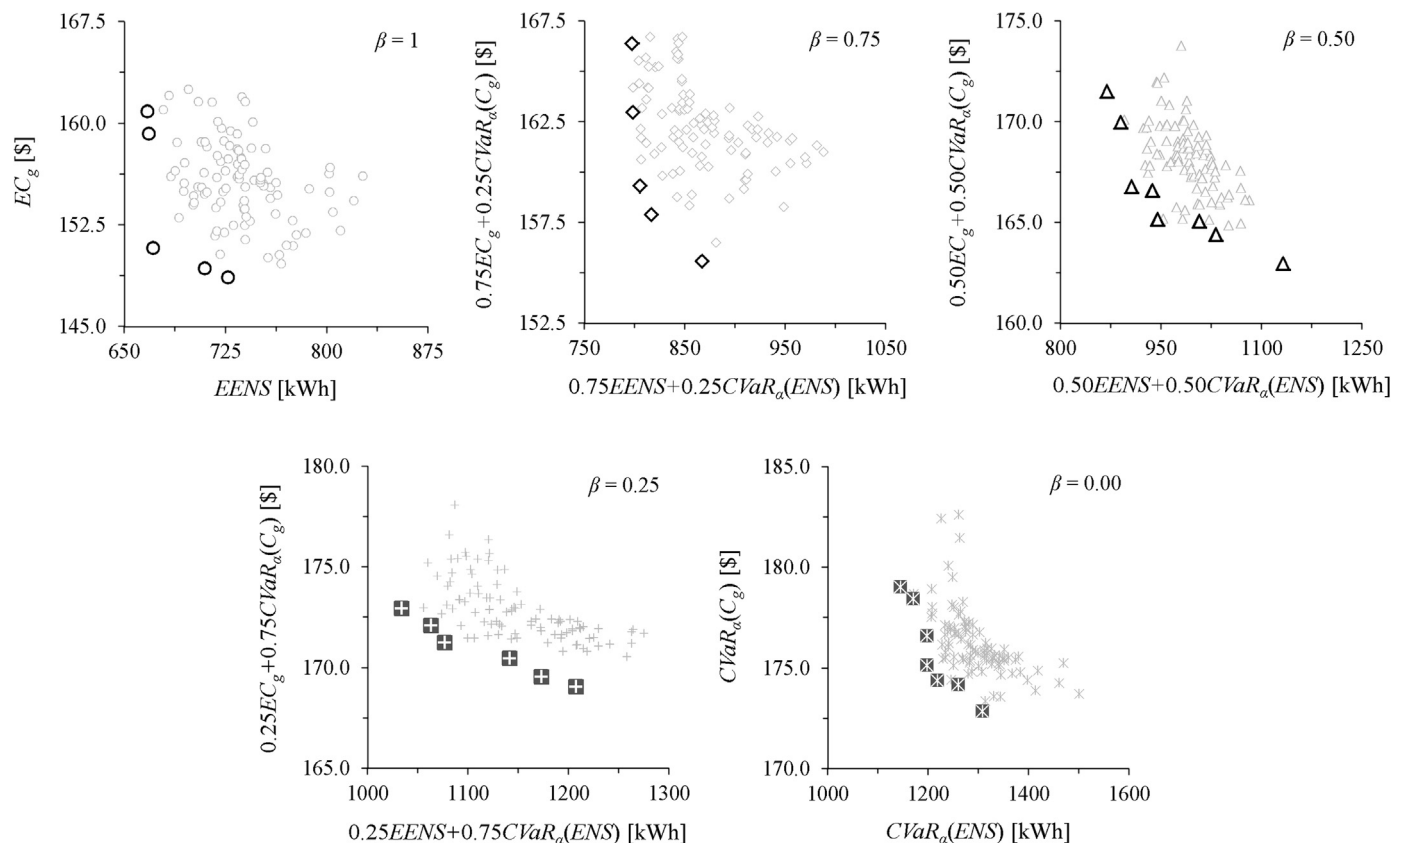 167.5
160.0
152.5
145.0
650
725
800
875
β = 1
EC_g [$]
EENS [kWh]
167.5
162.5
157.5
152.5
750
850
950
1050
β = 0.75
0.75EC_g+0.25CVaR_α(C_g) [$]
0.75EENS+0.25CVaR_α(ENS) [kWh]
175.0
170.0
165.0
160.0
800
950
1100
1250
β = 0.50
0.50EC_g+0.50CVaR_α(C_g) [$]
0.50EENS+0.50CVaR_α(ENS) [kWh]
180.0
175.0
170.0
165.0
1000
1100
1200
1300
β = 0.25
0.25EC_g+0.75CVaR_α(C_g) [$]
0.25EENS+0.75CVaR_α(ENS) [kWh]
185.0
180.0
175.0
170.0
1000
1200
1400
1600
β = 0.00
CVaR_α(C_g) [$]
CVaR_α(ENS) [kWh]